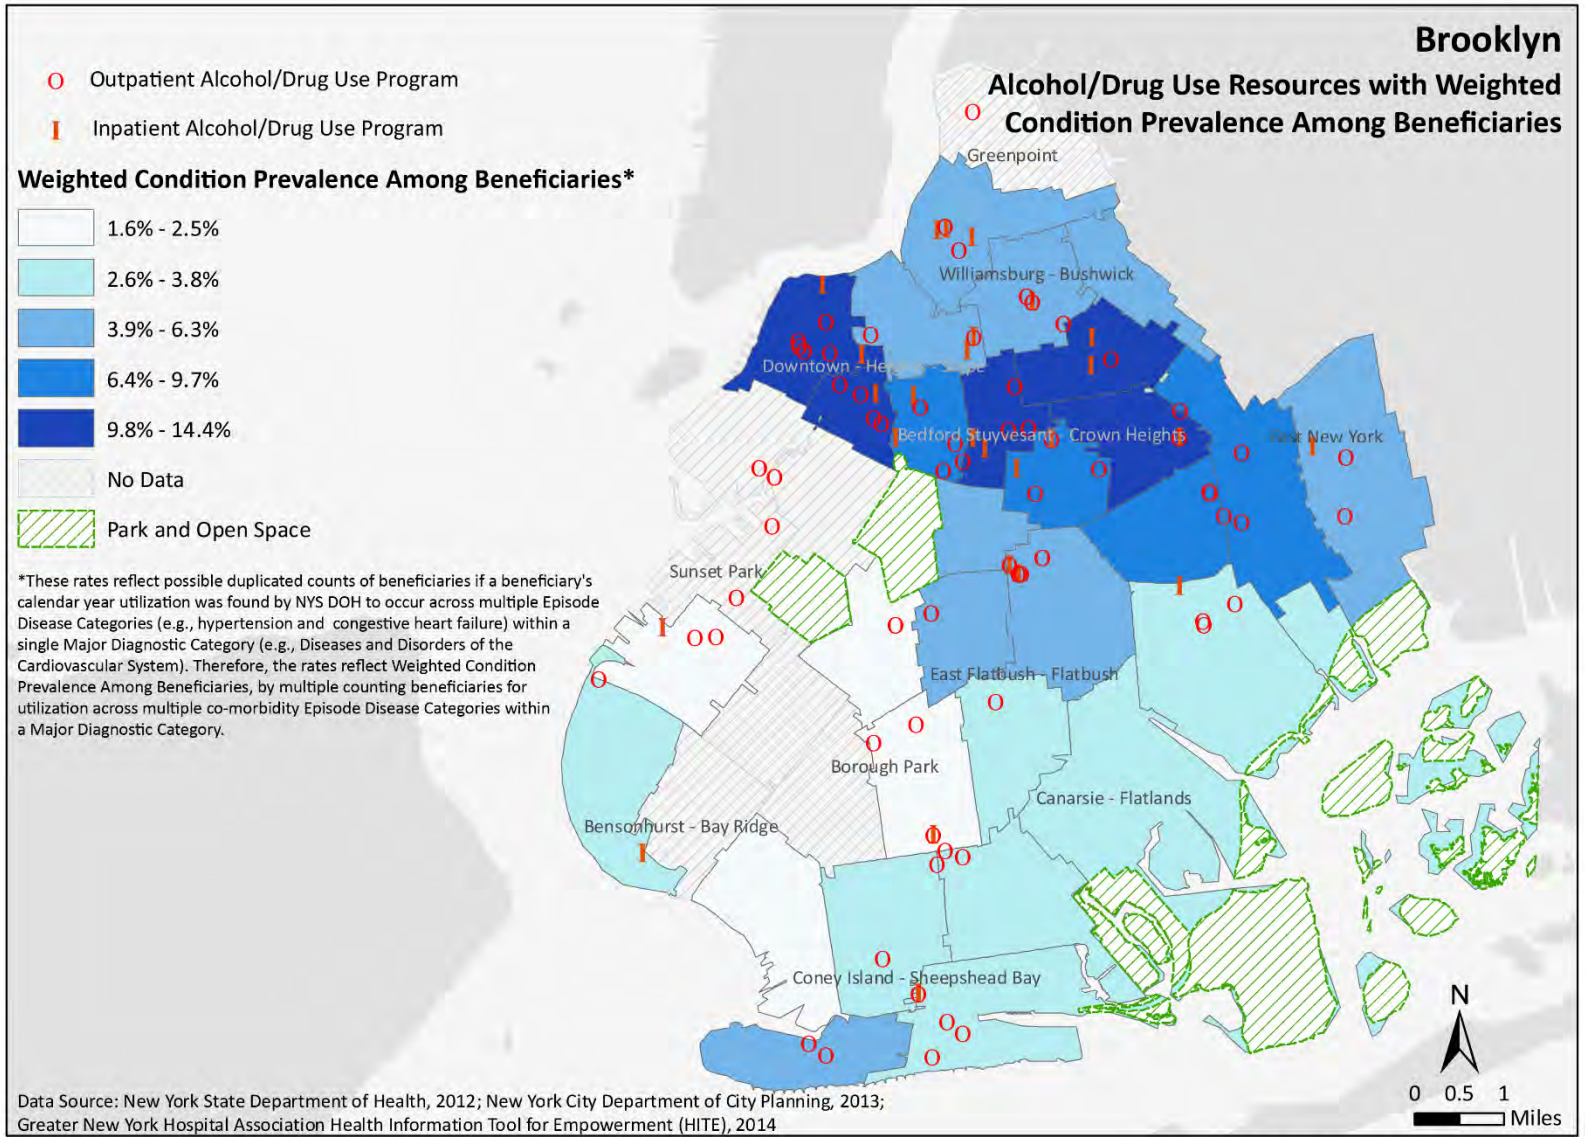 Brooklyn
Alcohol/Drug Use Resources with Weighted
Condition Prevalence Among Beneficiaries
O Outpatient Alcohol/Drug Use Program
I Inpatient Alcohol/Drug Use Program
Weighted Condition Prevalence Among Beneficiaries*
1.6% - 2.5%
2.6% - 3.8%
3.9% - 6.3%
6.4% - 9.7%
9.8% - 14.4%
No Data
Park and Open Space
*These rates reflect possible duplicated counts of beneficiaries if a beneficiary's
calendar year utilization was found by NYS DOH to occur across multiple Episode
Disease Categories (e.g., hypertension and congestive heart failure) within a
single Major Diagnostic Category (e.g., Diseases and Disorders of the
Cardiovascular System). Therefore, the rates reflect Weighted Condition
Prevalence Among Beneficiaries, by multiple counting beneficiaries for
utilization across multiple co-morbidity Episode Disease Categories within
a Major Diagnostic Category.
Greenpoint
Williamsburg - Bushwick
Downtown - Heights - Slope
Bedford Stuyvesant - Crown Heights
East New York
Sunset Park
East Flatbush - Flatbush
Borough Park
Canarsie - Flatlands
Bensonhurst - Bay Ridge
Coney Island - Sheepshead Bay
N
0 0.5 1
Miles
Data Source: New York State Department of Health, 2012; New York City Department of City Planning, 2013;
Greater New York Hospital Association Health Information Tool for Empowerment (HITE), 2014